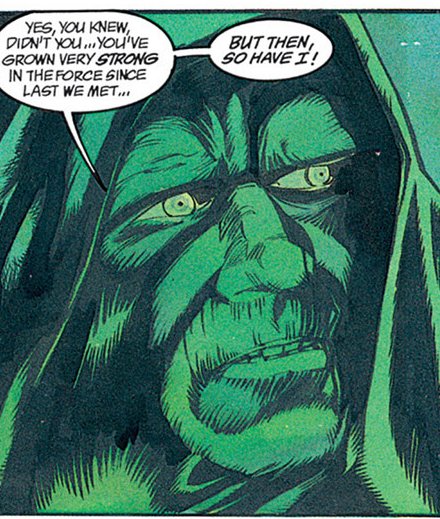 YES, YOU KNEW,
DIDN'T YOU...YOU'VE
GROWN VERY STRONG
IN THE FORCE SINCE
LAST WE MET...
BUT THEN,
SO HAVE I!